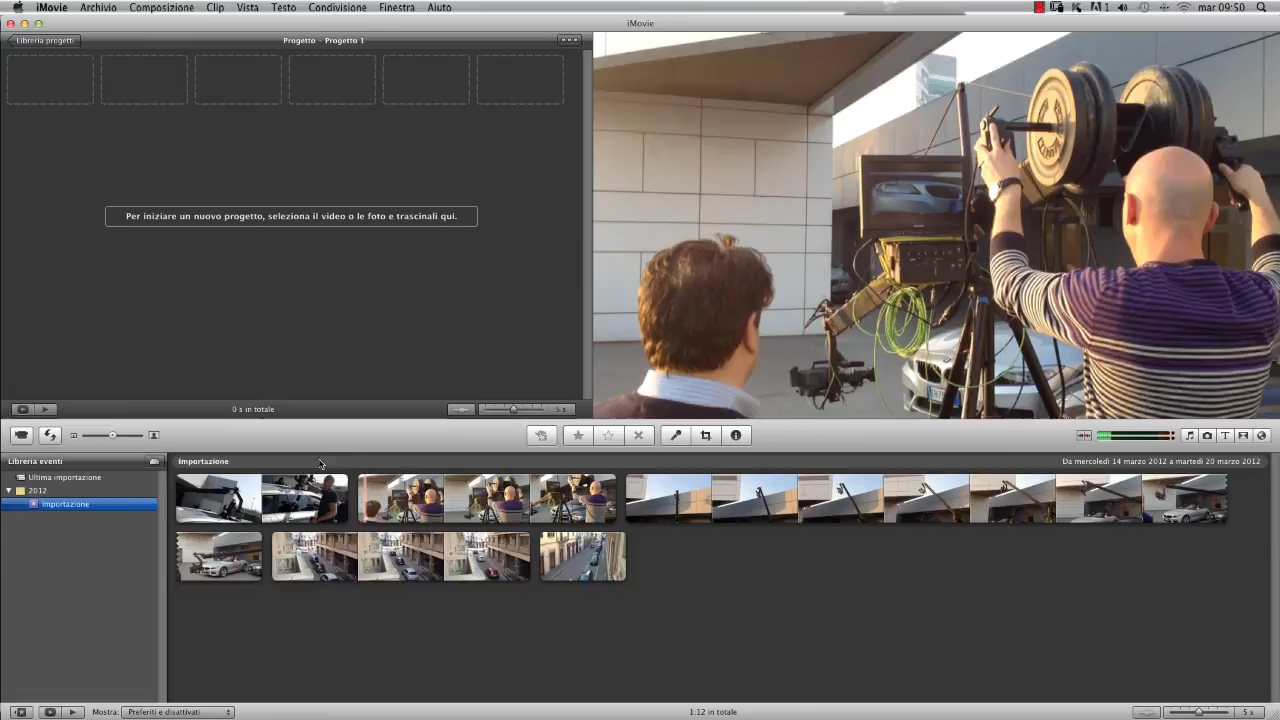 iMovie Archivio Composizione Clip Vista Testo Condivisione Finestra Aiuto 1 mar 09:50
iMovie
Libreria progetti Progetto - Progetto 1
Per iniziare un nuovo progetto, seleziona il video o le foto e trascinali qui.
0 s in totale 5 s
Libreria eventi Importazione Da mercoledì 14 marzo 2012 a martedì 20 marzo 2012
Ultima importazione
2012
Importazione
Mostra: Preferiti e disattivati 1.12 in totale 5 s